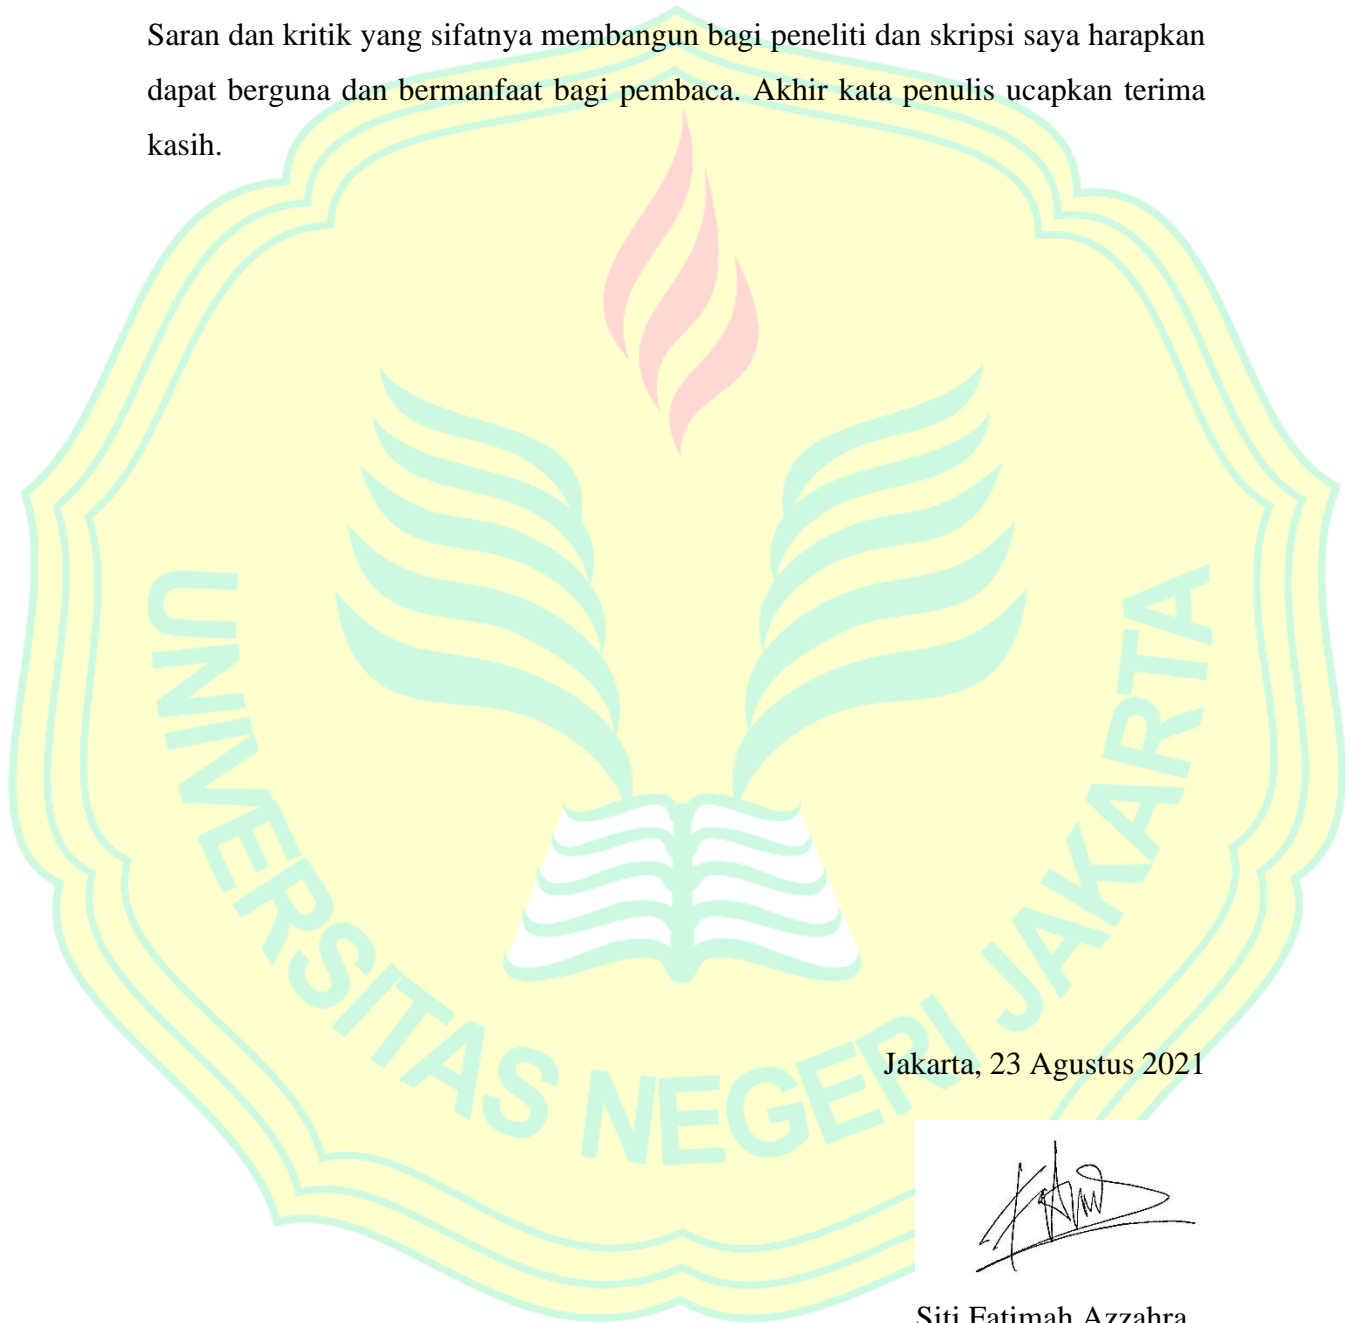 Saran dan kritik yang sifatnya membangun bagi peneliti dan skripsi saya harapkan
dapat berguna dan bermanfaat bagi pembaca. Akhir kata penulis ucapkan terima
kasih.
UNIVERSITAS NEGERI JAKARTA
Jakarta, 23 Agustus 2021
Siti Fatimah Azzahra